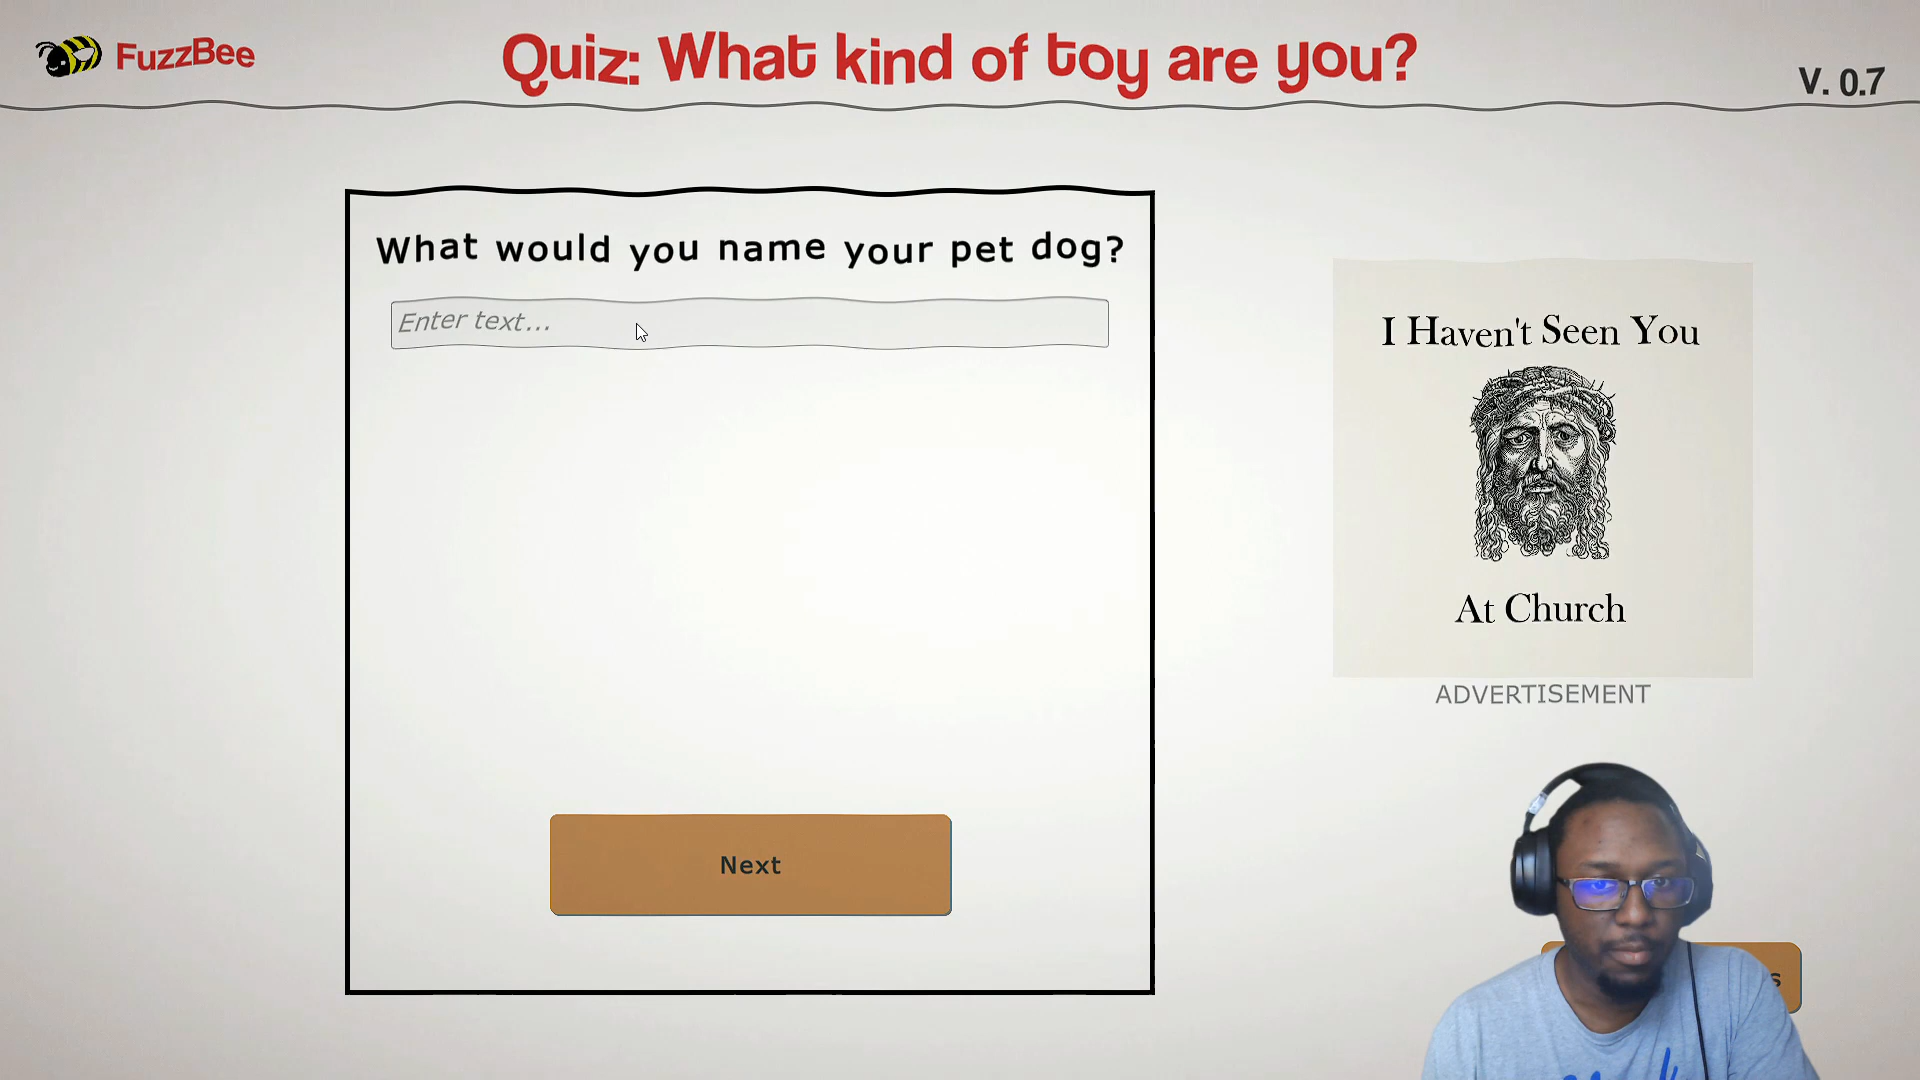 FuzzBee
Quiz: What kind of toy are you?
V. 0.7
What would you name your pet dog?
Enter text...
Next
I Haven't Seen You
At Church
ADVERTISEMENT